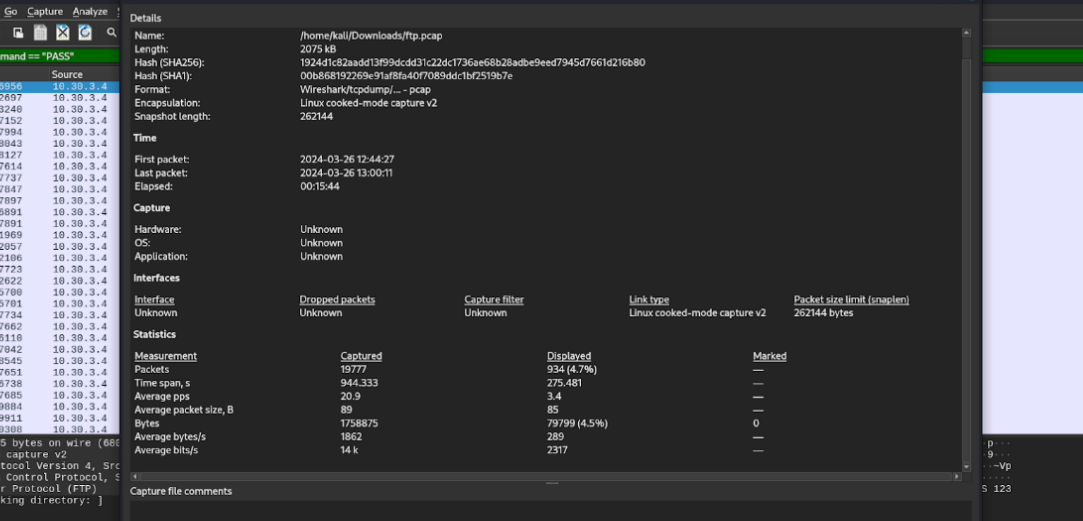 Go Capture Analyze
Details
mand == "PASS"
Source
6956 10.30.3.4
2697 10.30.3.4
3240 10.30.3.4
7152 10.30.3.4
7994 10.30.3.4
8043 10.30.3.4
8127 10.30.3.4
7614 10.30.3.4
7737 10.30.3.4
7847 10.30.3.4
7897 10.30.3.4
6891 10.30.3.4
7891 10.30.3.4
1969 10.30.3.4
2057 10.30.3.4
2106 10.30.3.4
7723 10.30.3.4
2622 10.30.3.4
5700 10.30.3.4
5701 10.30.3.4
7734 10.30.3.4
7662 10.30.3.4
6110 10.30.3.4
7042 10.30.3.4
8545 10.30.3.4
7651 10.30.3.4
6738 10.30.3.4
7685 10.30.3.4
9884 10.30.3.4
9911 10.30.3.4
0308 10.30.3.4
5 bytes on wire (680
capture v2
otocol Version 4, Src
Control Protocol, S
r Protocol (FTP)
king directory: ]
Name: /home/kali/Downloads/ftp.pcap
Length: 2075 kB
Hash (SHA256): 1924d1c82aadd13f99dcdd31c22dc1736ae68b28adbe9eed7945d7661d216b80
Hash (SHA1): 00b868192269e91af8fa40f7089ddc1bf2519b7e
Format: Wireshark/tcpdump/... - pcap
Encapsulation: Linux cooked-mode capture v2
Snapshot length: 262144
Time
First packet: 2024-03-26 12:44:27
Last packet: 2024-03-26 13:00:11
Elapsed: 00:15:44
Capture
Hardware: Unknown
OS: Unknown
Application: Unknown
Interfaces
Interface Dropped packets Capture filter Link type Packet size limit (snaplen)
Unknown Unknown Unknown Linux cooked-mode capture v2 262144 bytes
Statistics
Measurement Captured Displayed Marked
Packets 19777 934 (4.7%) —
Time span, s 944.333 275.481 —
Average pps 20.9 3.4 —
Average packet size, B 89 85 —
Bytes 1758875 79799 (4.5%) 0
Average bytes/s 1862 289 —
Average bits/s 14 k 2317 —
Capture file comments
·p···
·9···
··~Vp
·····
S 123